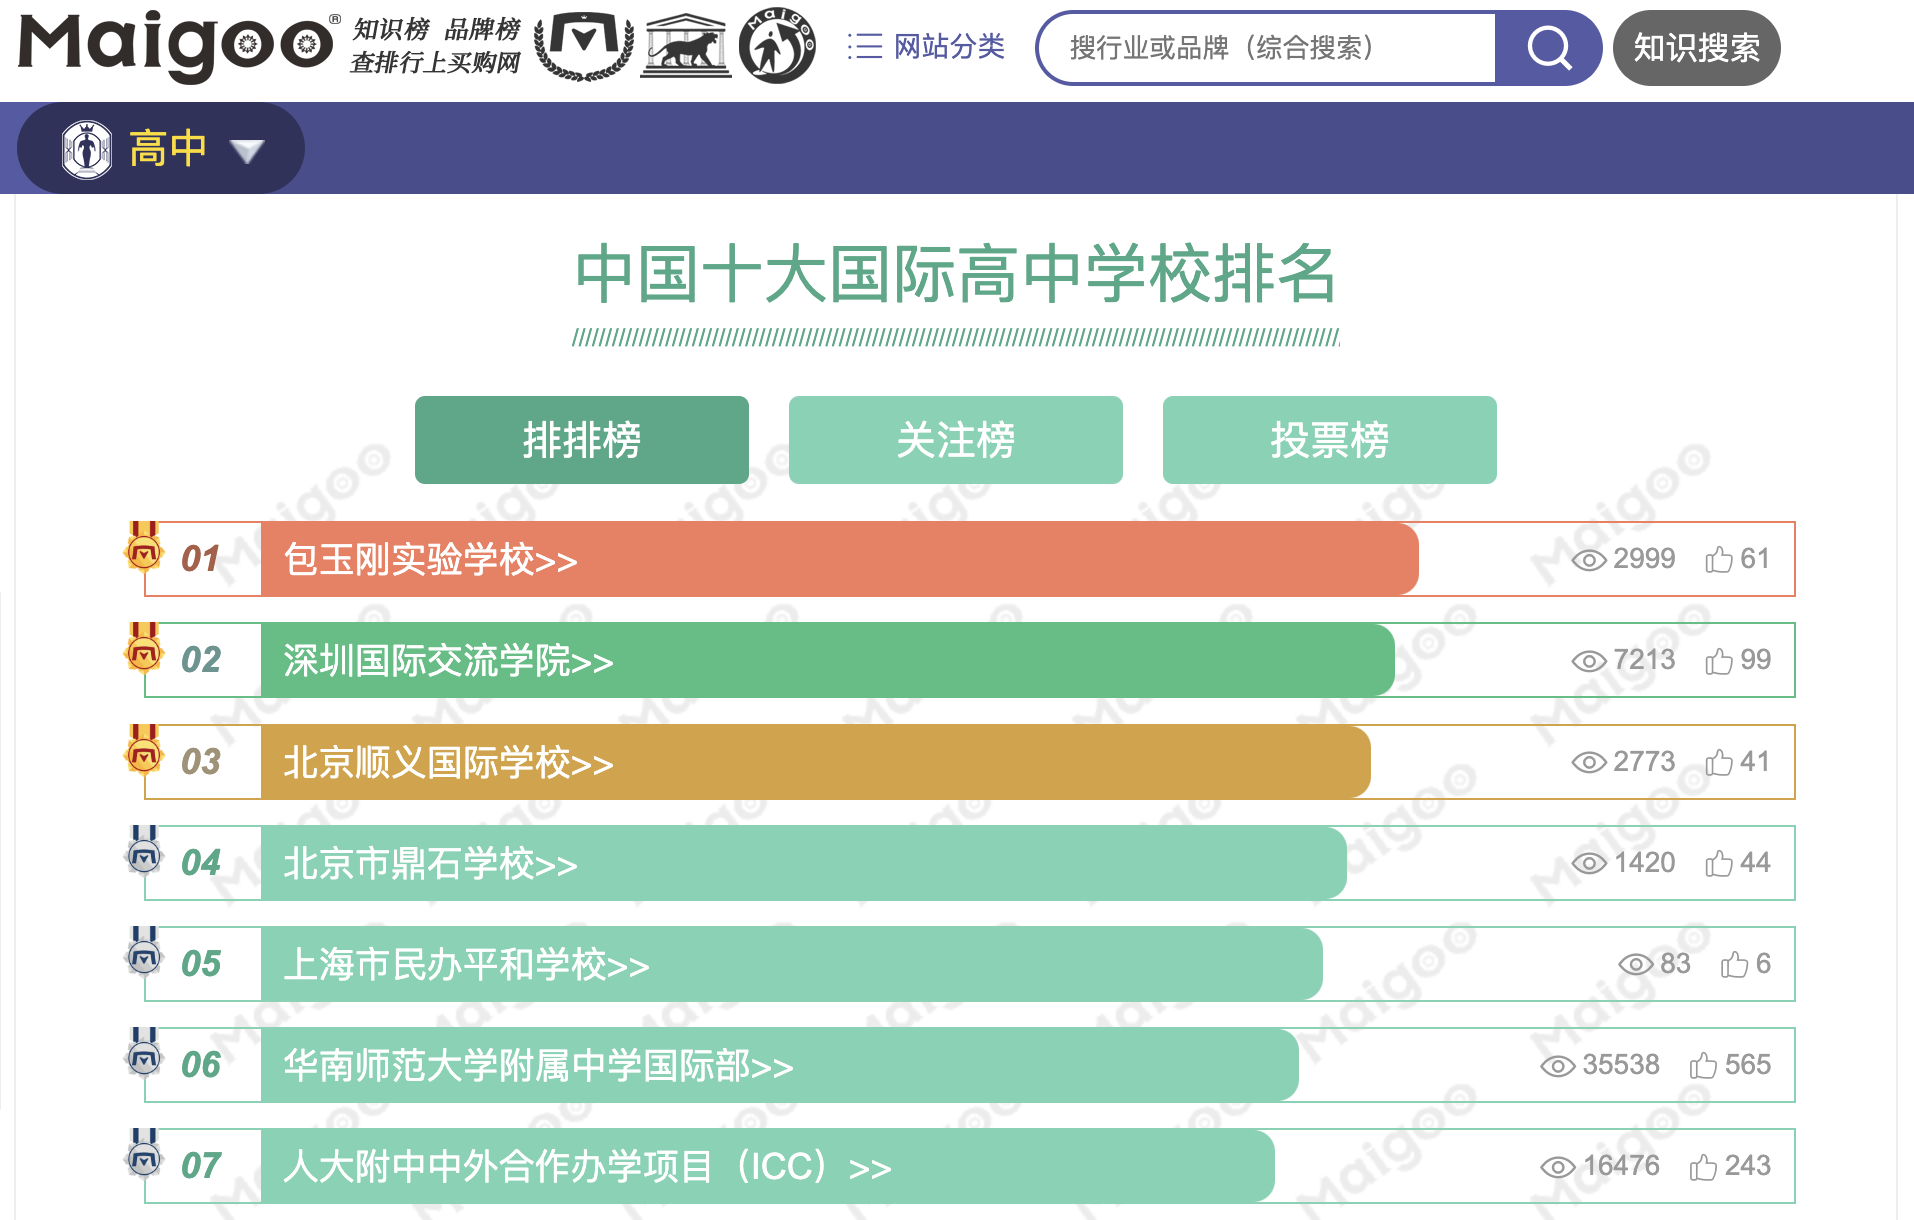 Maigoo®
知识榜 品牌榜
查排行上买购网
Maigoo
网站分类
搜行业或品牌（综合搜索）
知识搜索
高中
中国十大国际高中学校排名
排排榜 关注榜 投票榜
01 包玉刚实验学校>> 2999 61
02 深圳国际交流学院>> 7213 99
03 北京顺义国际学校>> 2773 41
04 北京市鼎石学校>> 1420 44
05 上海市民办平和学校>> 83 6
06 华南师范大学附属中学国际部>> 35538 565
07 人大附中中外合作办学项目（ICC）>> 16476 243